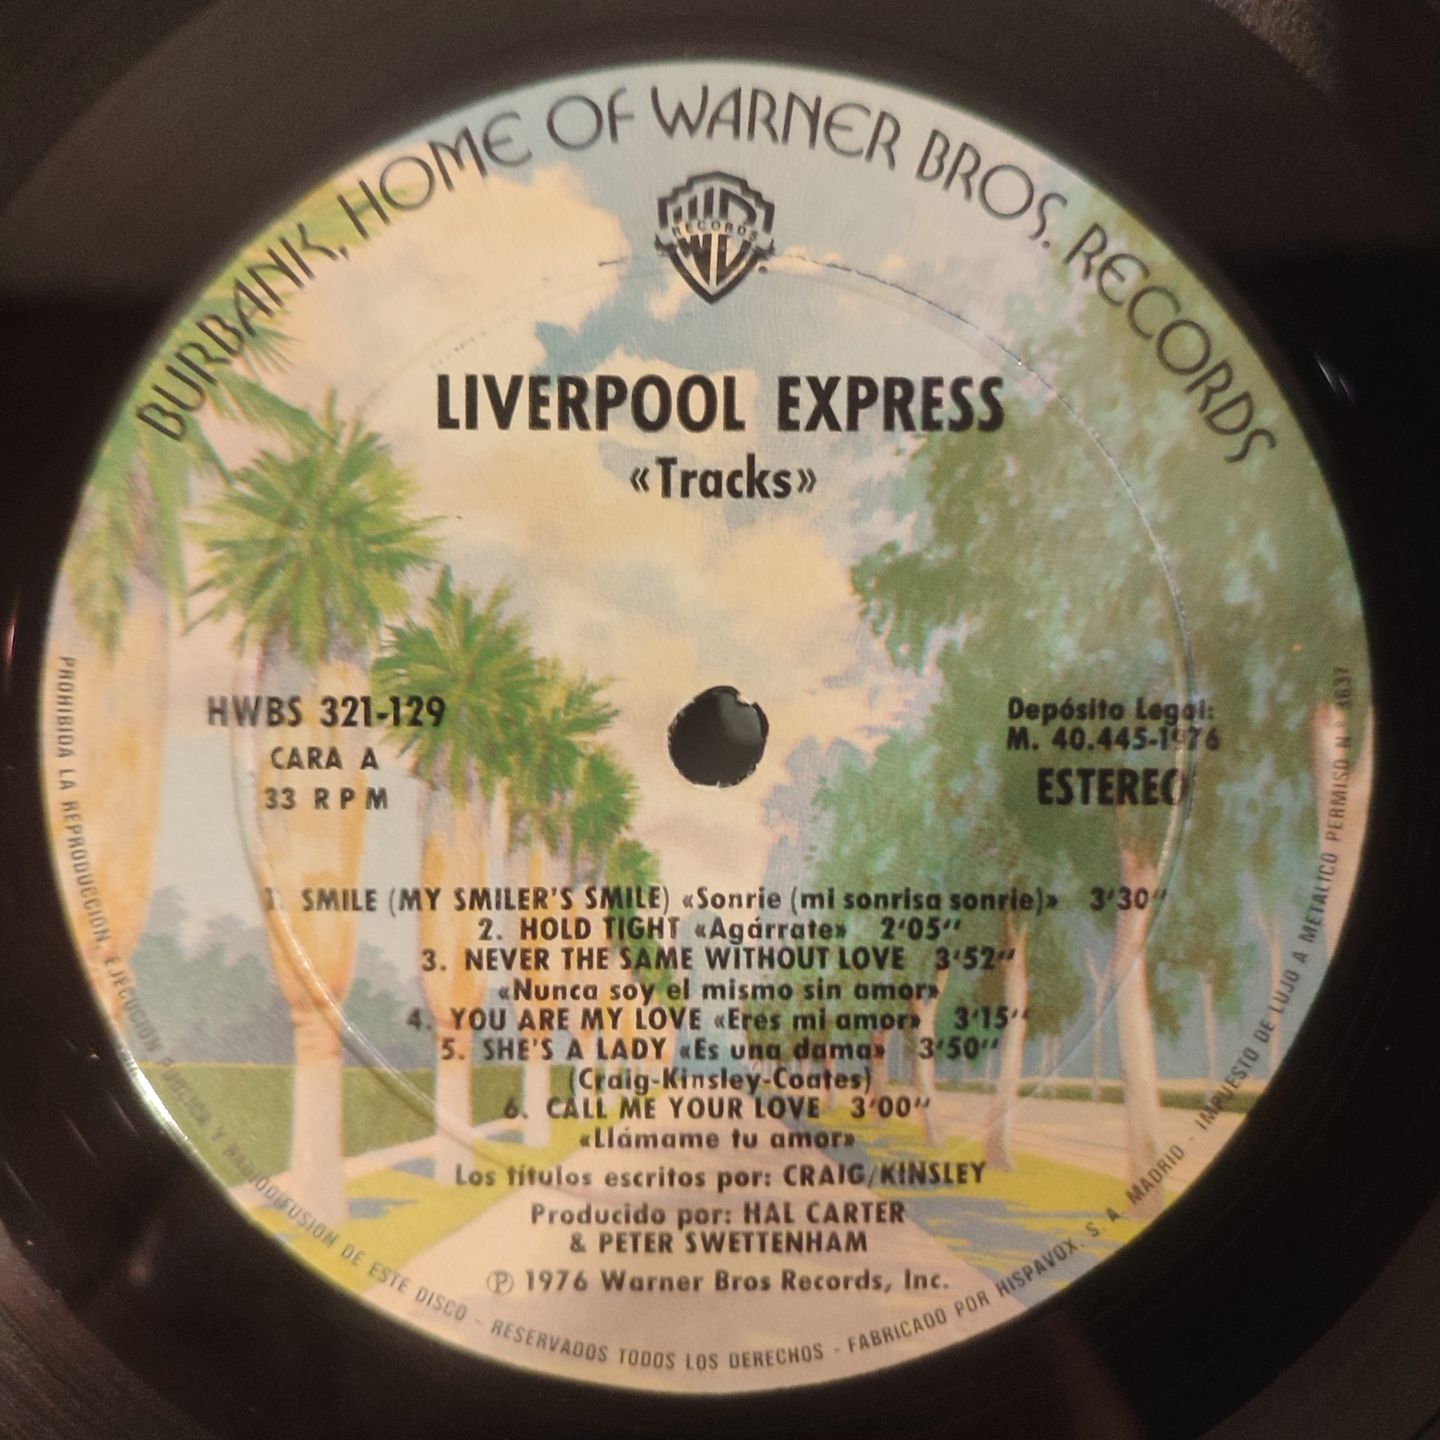 BURBANK, HOME OF WARNER BROS. RECORDS
RECORDS
LIVERPOOL EXPRESS
«Tracks»
HWBS 321-129
CARA A
33 RPM
Depósito Legal:
M. 40.445-1976
ESTEREO
1. SMILE (MY SMILER'S SMILE) «Sonrie (mi sonrisa sonrie)» 3'30"
2. HOLD TIGHT «Agárrate» 2'05"
3. NEVER THE SAME WITHOUT LOVE 3'52"
«Nunca soy el mismo sin amor»
4. YOU ARE MY LOVE «Eres mi amor» 3'15"
5. SHE'S A LADY «Es una dama» 3'50"
(Craig-Kinsley-Coates)
6. CALL ME YOUR LOVE 3'00"
«Llámame tu amor»
Los títulos escritos por: CRAIG/KINSLEY
Producido por: HAL CARTER
& PETER SWETTENHAM
Ⓟ 1976 Warner Bros Records, Inc.
PROHIBIDA LA REPRODUCCION, EJECUCION PUBLICA Y RADIODIFUSION DE ESTE DISCO - RESERVADOS TODOS LOS DERECHOS - FABRICADO POR HISPAVOX. S. A. MADRID - IMPUESTO DE LUJO A METALICO PERMISO N.°